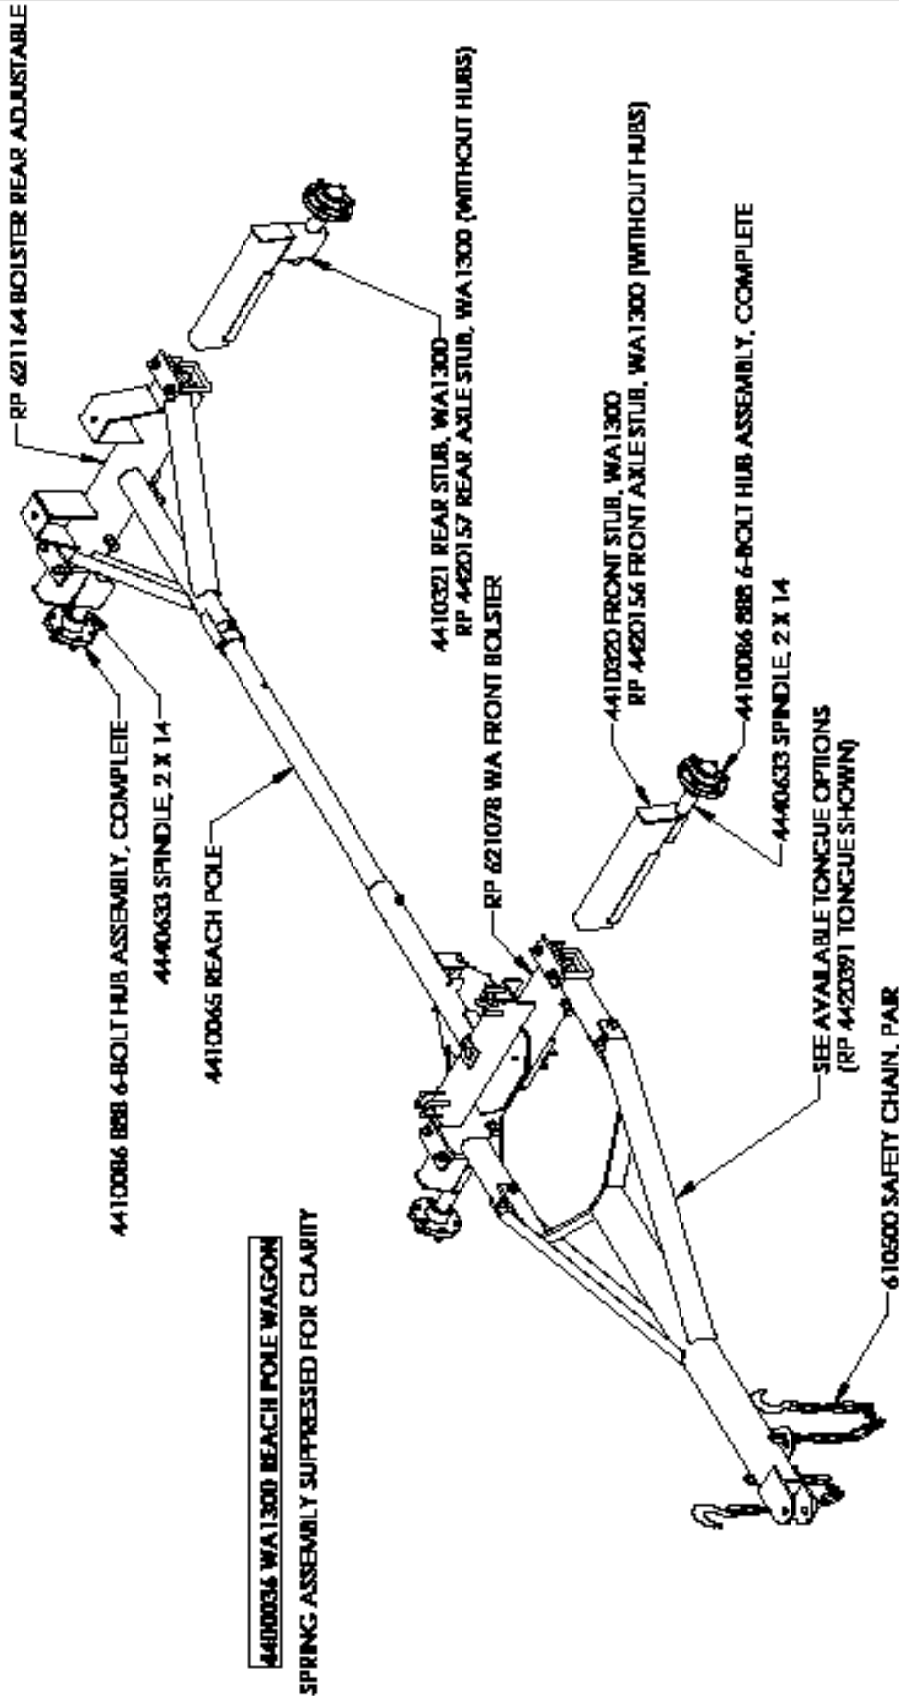 4400036 WA1300 REACH POLE WAGON
SPRING ASSEMBLY SUPPRESSED FOR CLARITY
4410086 888 6-BOLT HUB ASSEMBLY, COMPLETE
4440633 SPINDLE, 2 X 14
4410065 REACH POLE
RP 621164 BOLSTER REAR ADJUSTABLE
4410321 REAR STUB, WA1300
RP 4420157 REAR AXLE STUB, WA1300 (WITHOUT HUBS)
RP 621078 WA FRONT BOLSTER
4410320 FRONT STUB, WA1300
RP 4420156 FRONT AXLE STUB, WA1300 (WITHOUT HUBS)
4410086 888 6-BOLT HUB ASSEMBLY, COMPLETE
4440633 SPINDLE, 2 X 14
SEE AVAILABLE TONGUE OPTIONS
(RP 4420391 TONGUE SHOWN)
610500 SAFETY CHAIN, PAIR